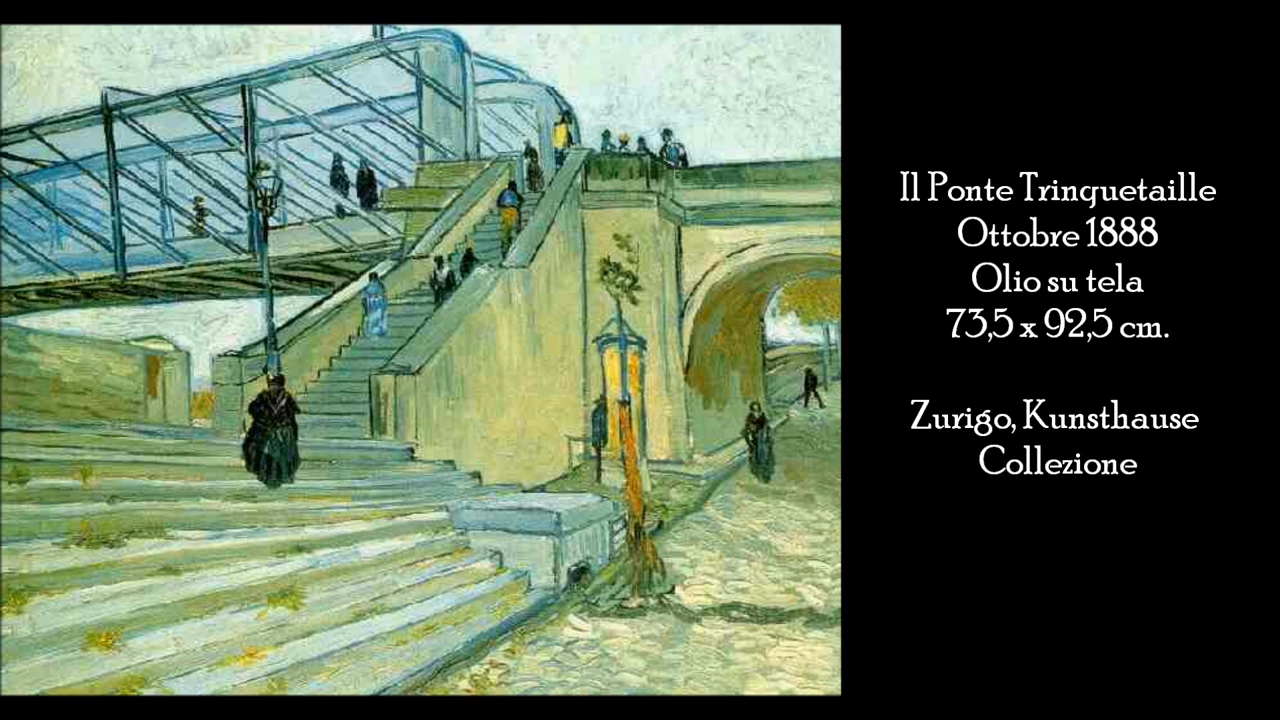 Il Ponte Trinquetaille
Ottobre 1888
Olio su tela
73,5 x 92,5 cm.
Zurigo, Kunsthause
Collezione